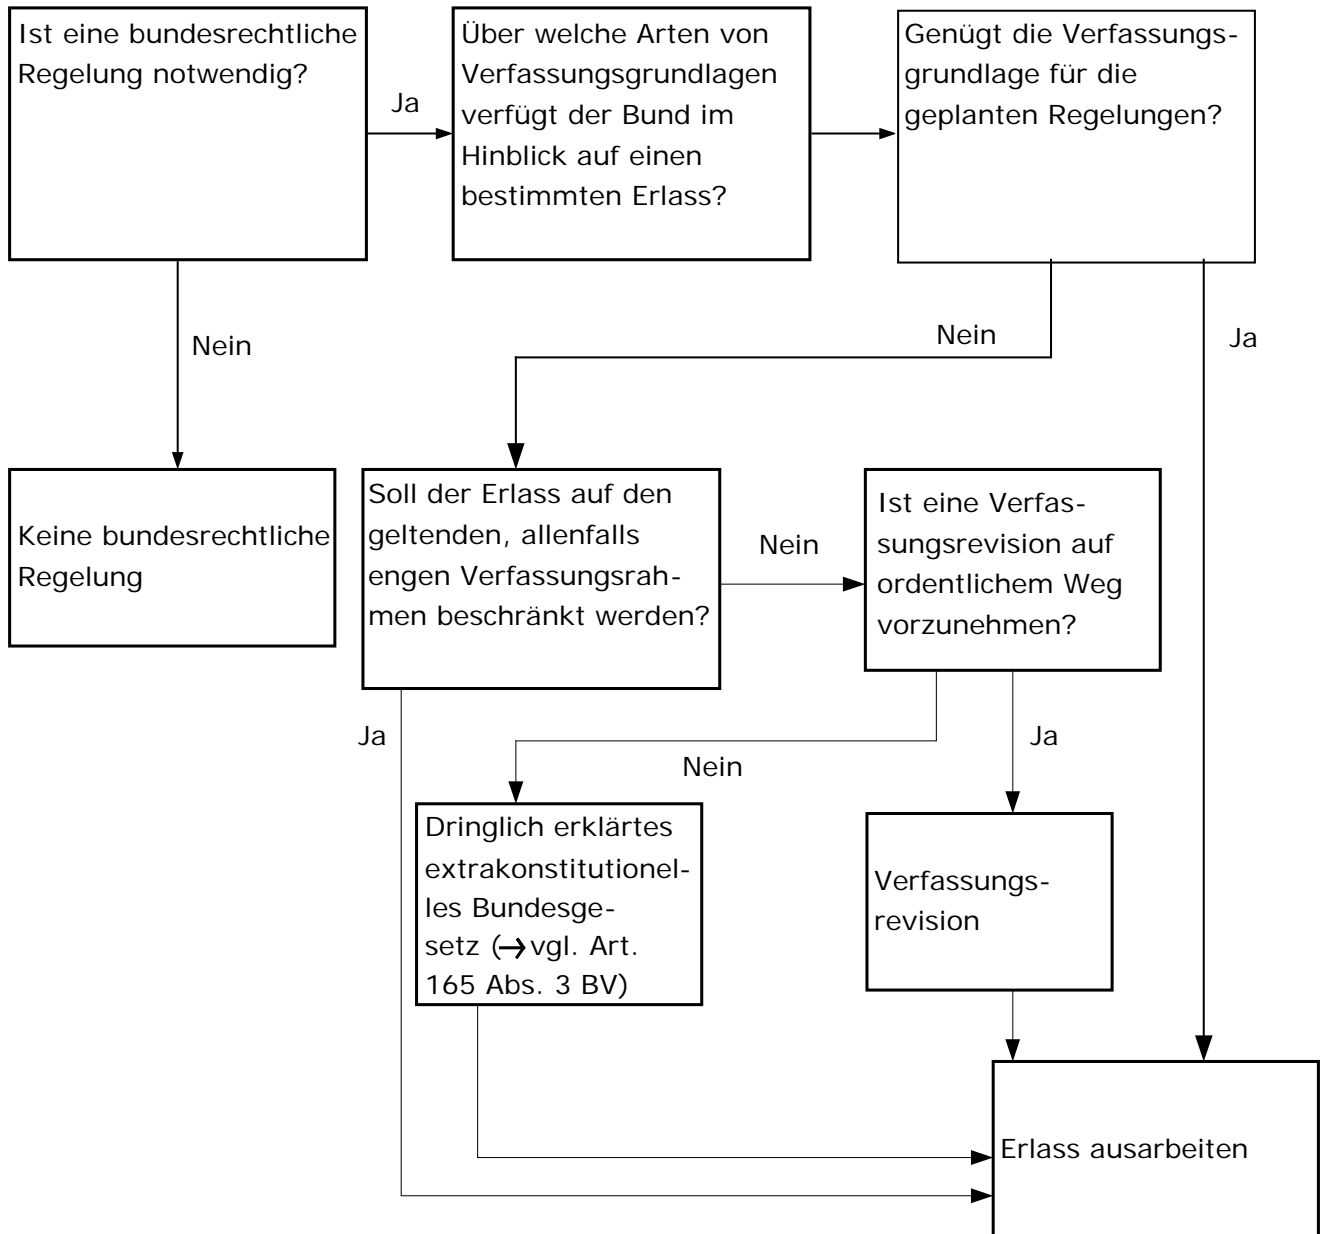 Ist eine bundesrechtliche
Regelung notwendig?
Ja
Über welche Arten von
Verfassungsgrundlagen
verfügt der Bund im
Hinblick auf einen
bestimmten Erlass?
Genügt die Verfassungs-
grundlage für die
geplanten Regelungen?
Nein
Nein
Ja
Keine bundesrechtliche
Regelung
Soll der Erlass auf den
geltenden, allenfalls
engen Verfassungsrah-
men beschränkt werden?
Nein
Ist eine Verfas-
sungsrevision auf
ordentlichem Weg
vorzunehmen?
Ja
Nein
Ja
Dringlich erklärtes
extrakonstitutionel-
les Bundesge-
setz (→vgl. Art.
165 Abs. 3 BV)
Verfassungs-
revision
Erlass ausarbeiten